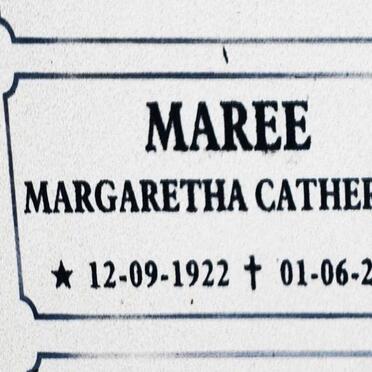 MAREE
MARGARETHA CATHER
★ 12-09-1922 ✝ 01-06-2